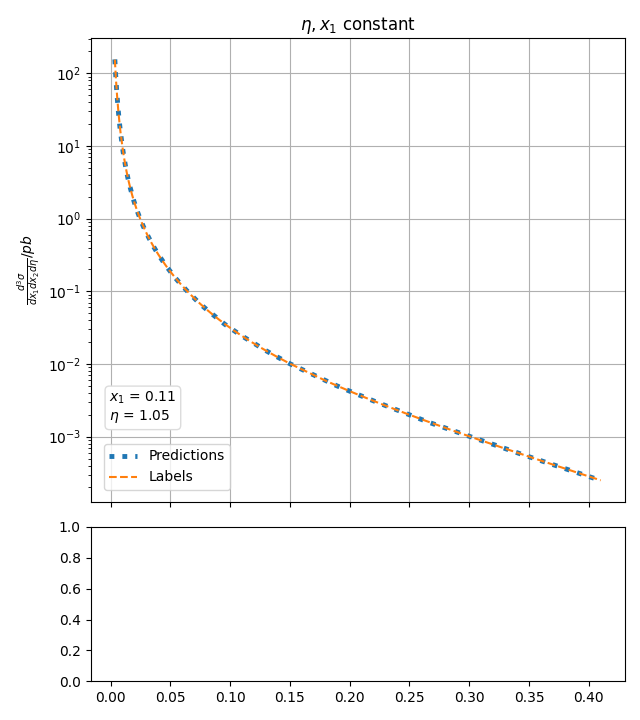 η, x₁ constant
10²
10¹
10⁰
10⁻¹
10⁻²
10⁻³
d³σ/dx₁dx₂dη /pb
x₁ = 0.11
η = 1.05
Predictions
Labels
1.0
0.8
0.6
0.4
0.2
0.0
0.00 0.05 0.10 0.15 0.20 0.25 0.30 0.35 0.40